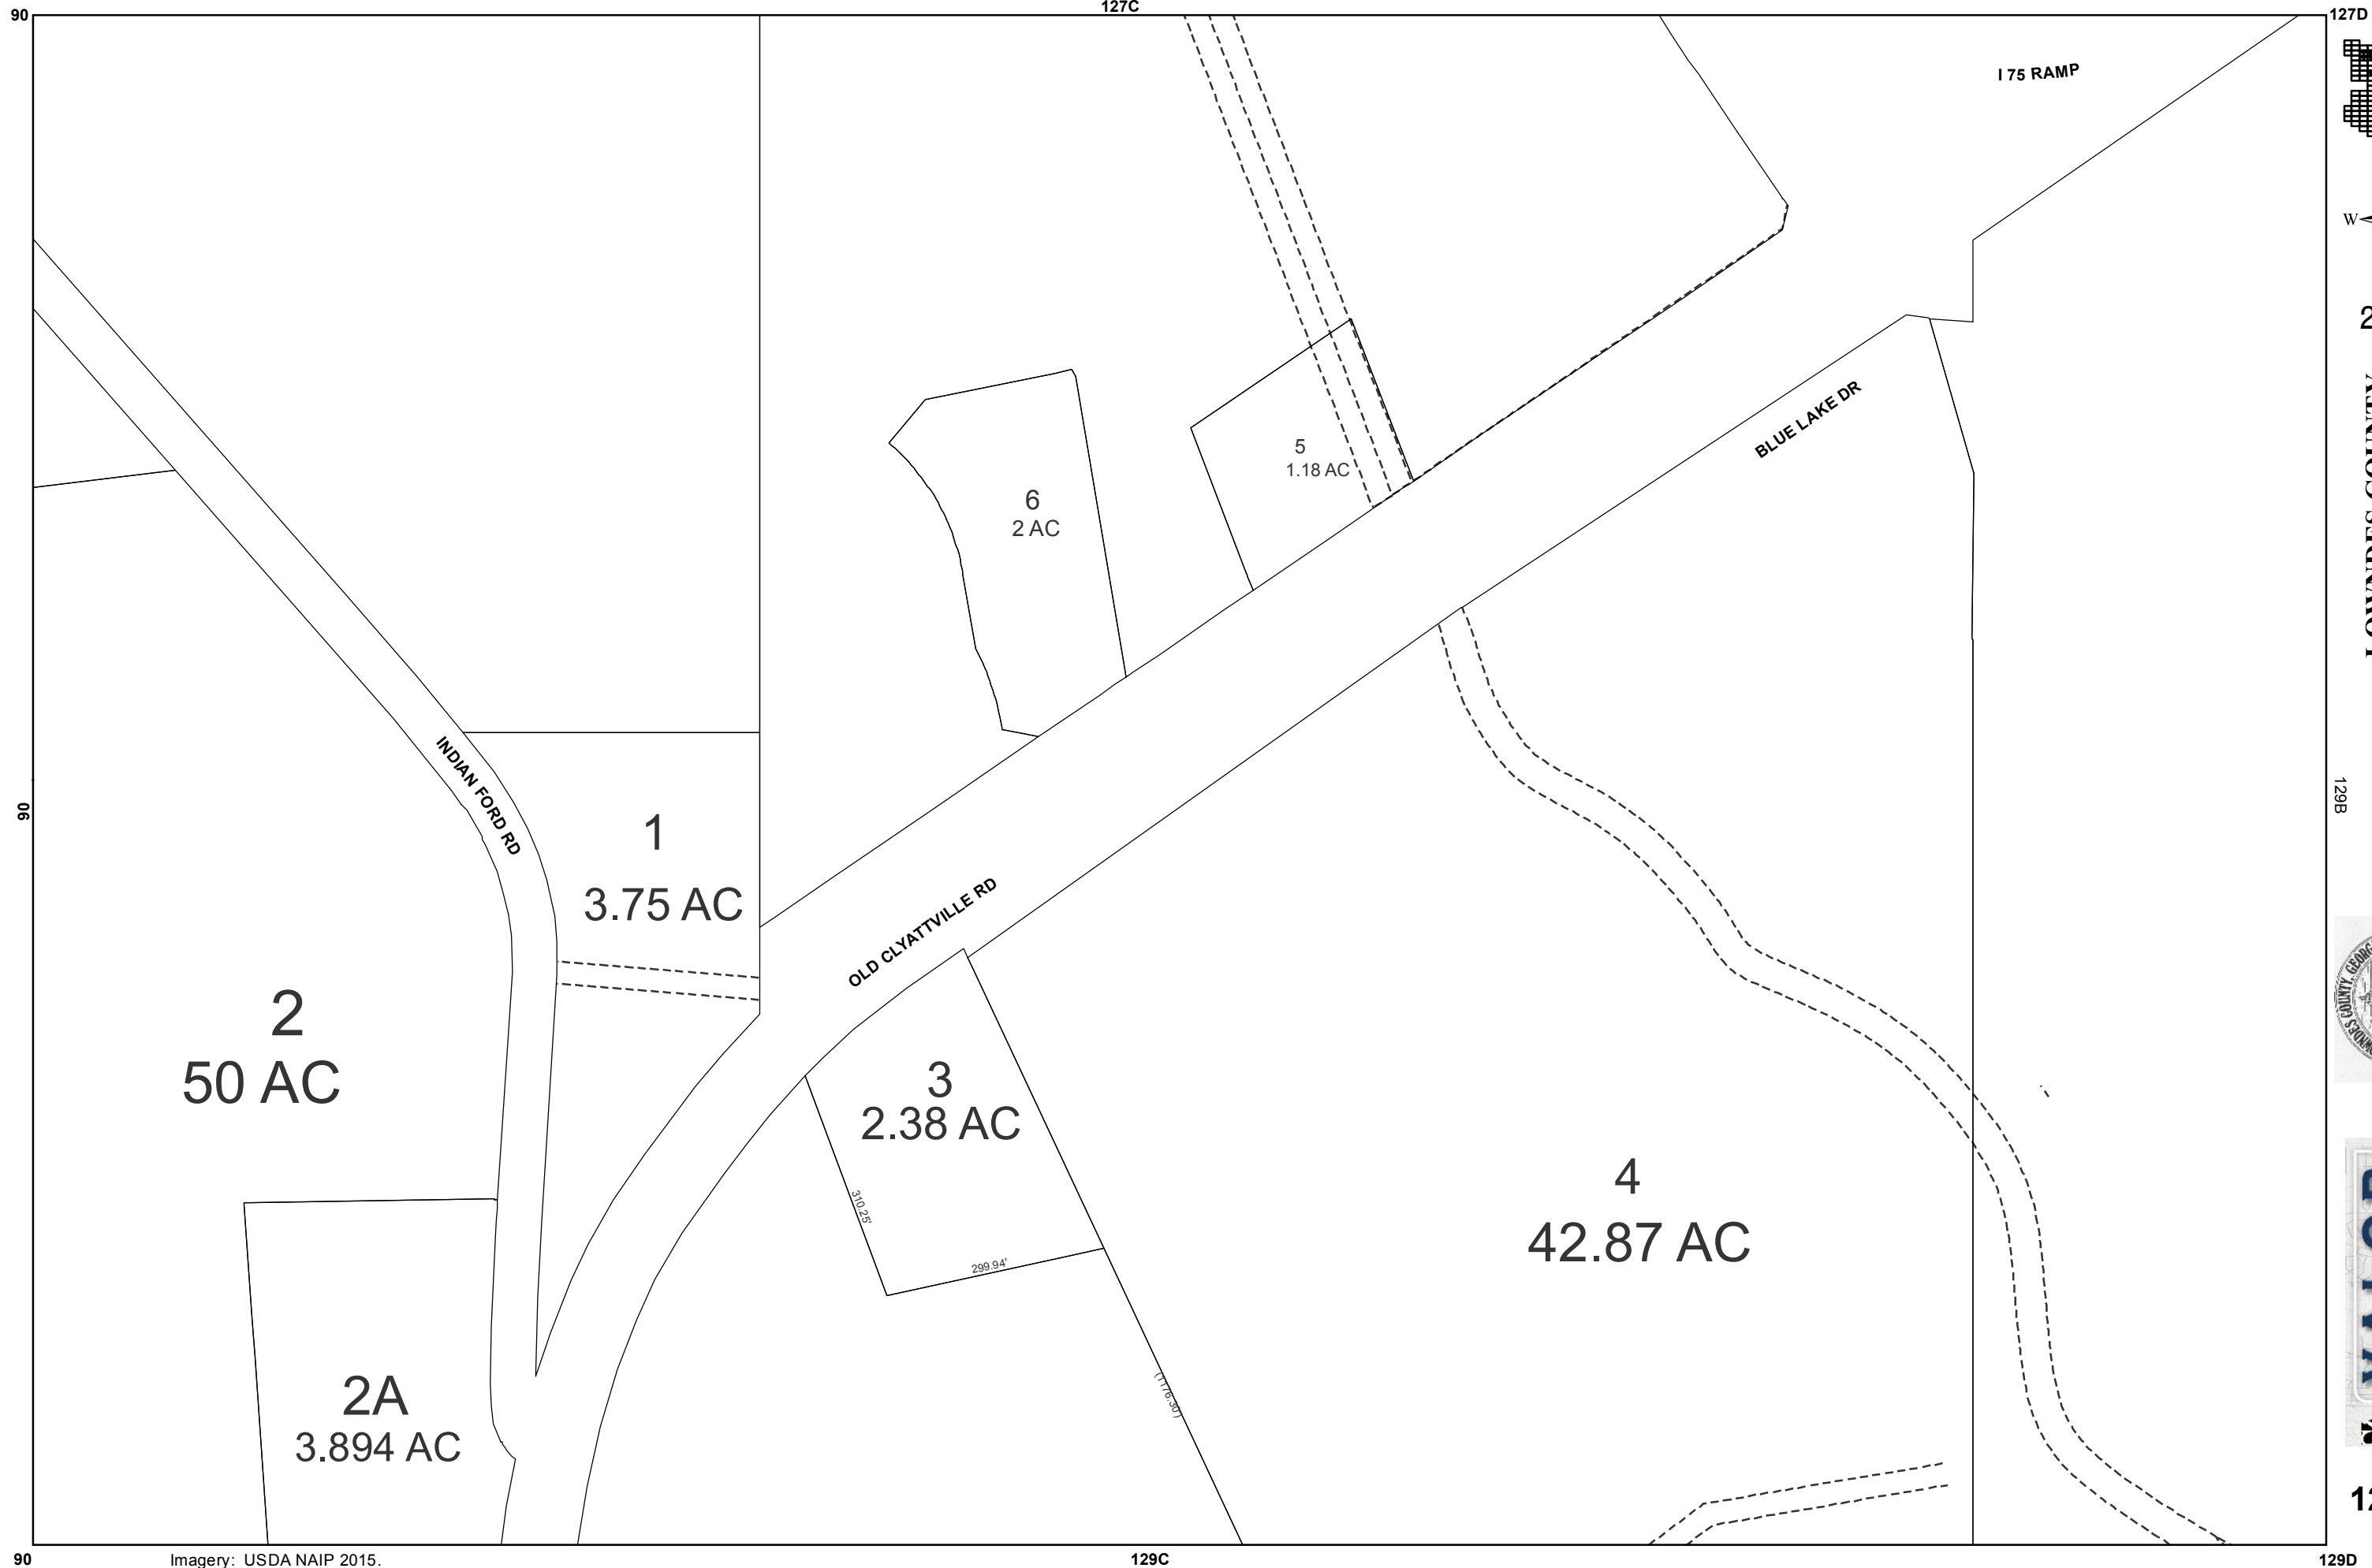 90
127C
127D
I 75 RAMP
W
BLUE LAKE DR
5
1.18 AC
6
2 AC
INDIAN FORD RD
90
129B
1
3.75 AC
OLD CLYATTVILLE RD
2
50 AC
3
2.38 AC
310.25'
299.94'
4
42.87 AC
2A
3.894 AC
(1176.30')
90
Imagery: USDA NAIP 2015.
129C
129D